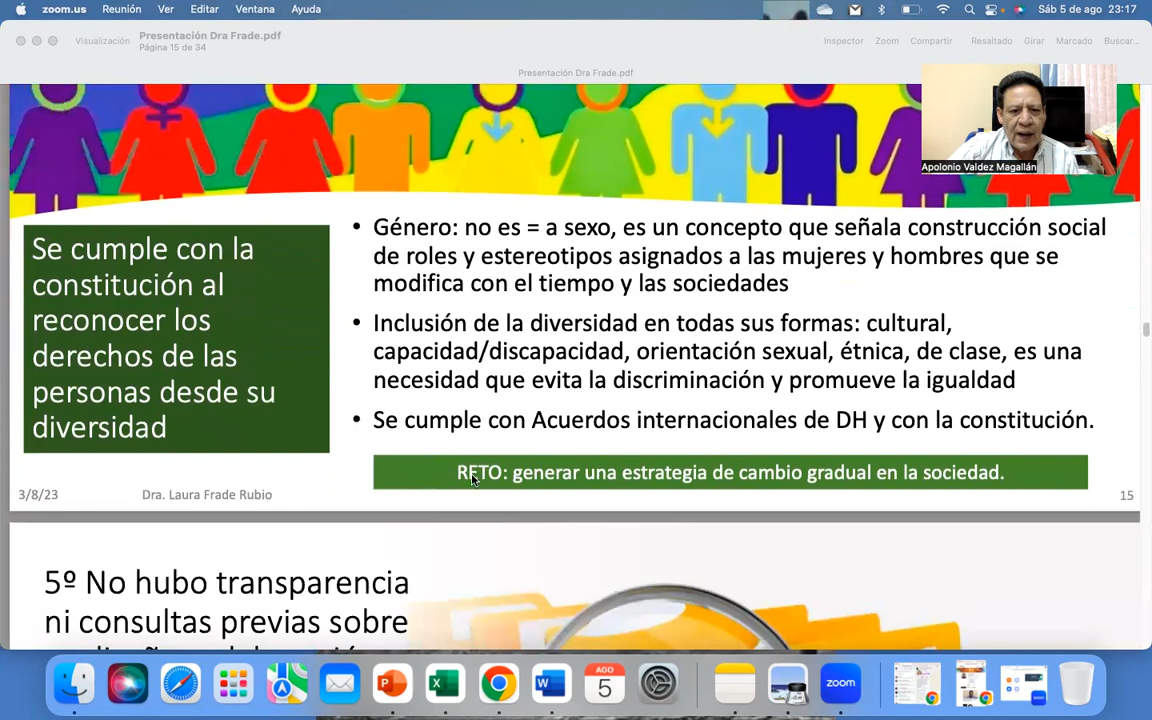 zoom.us Reunión Ver Editar Ventana Ayuda Sáb 5 de ago 23:17
Visualización Presentación Dra Frade.pdf Inspector Zoom Compartir Resaltado Girar Marcado Buscar...
Página 15 de 34
Presentación Dra Frade.pdf
Apolonio Valdez Magallán
Se cumple con la
constitución al
reconocer los
derechos de las
personas desde su
diversidad
• Género: no es = a sexo, es un concepto que señala construcción social
de roles y estereotipos asignados a las mujeres y hombres que se
modifica con el tiempo y las sociedades
• Inclusión de la diversidad en todas sus formas: cultural,
capacidad/discapacidad, orientación sexual, étnica, de clase, es una
necesidad que evita la discriminación y promueve la igualdad
• Se cumple con Acuerdos internacionales de DH y con la constitución.
RETO: generar una estrategia de cambio gradual en la sociedad.
3/8/23 Dra. Laura Frade Rubio 15
5º No hubo transparencia
ni consultas previas sobre
AGO
5
zoom